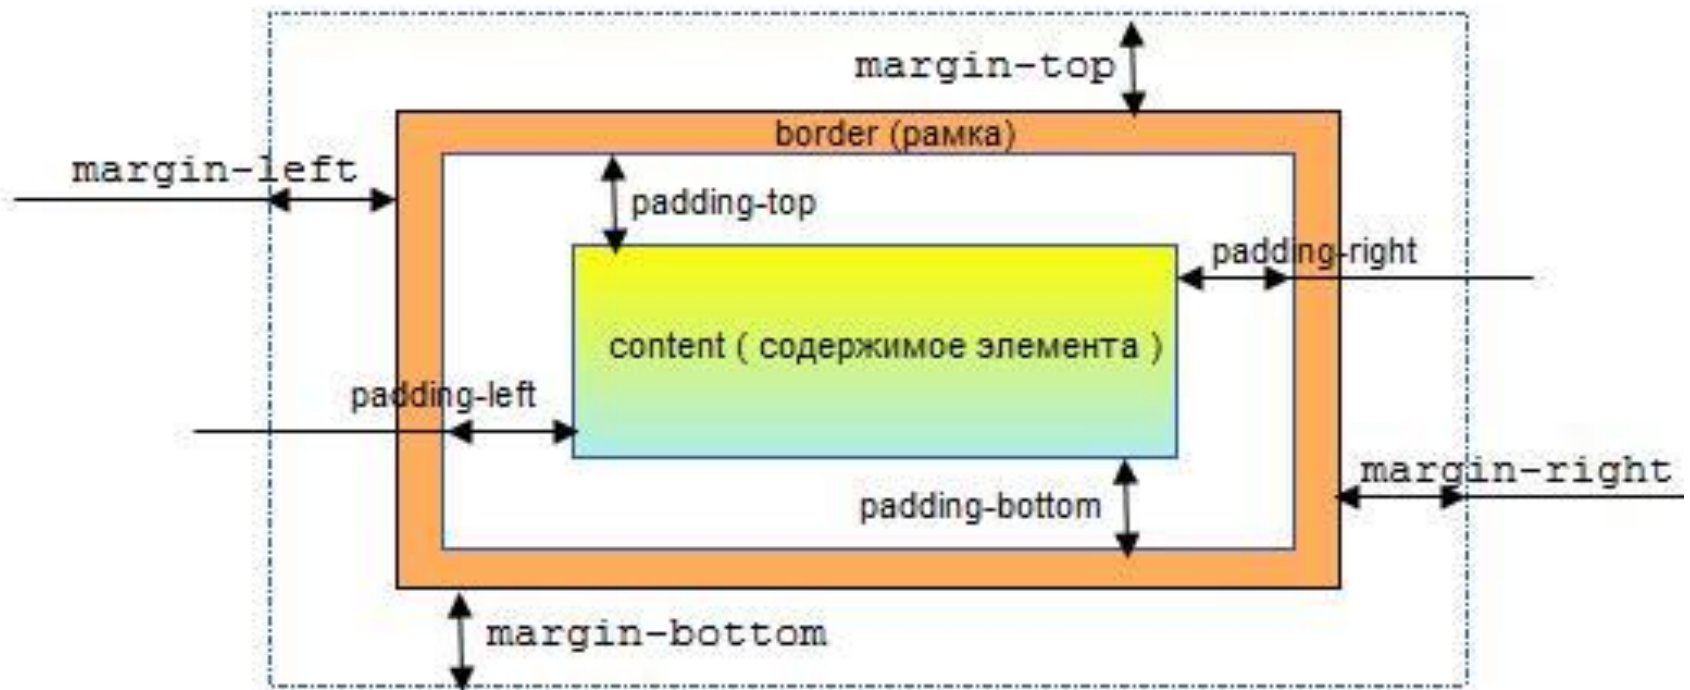 margin-top
border (рамка)
margin-left
padding-top
padding-right
content ( содержимое элемента )
padding-left
margin-right
padding-bottom
margin-bottom